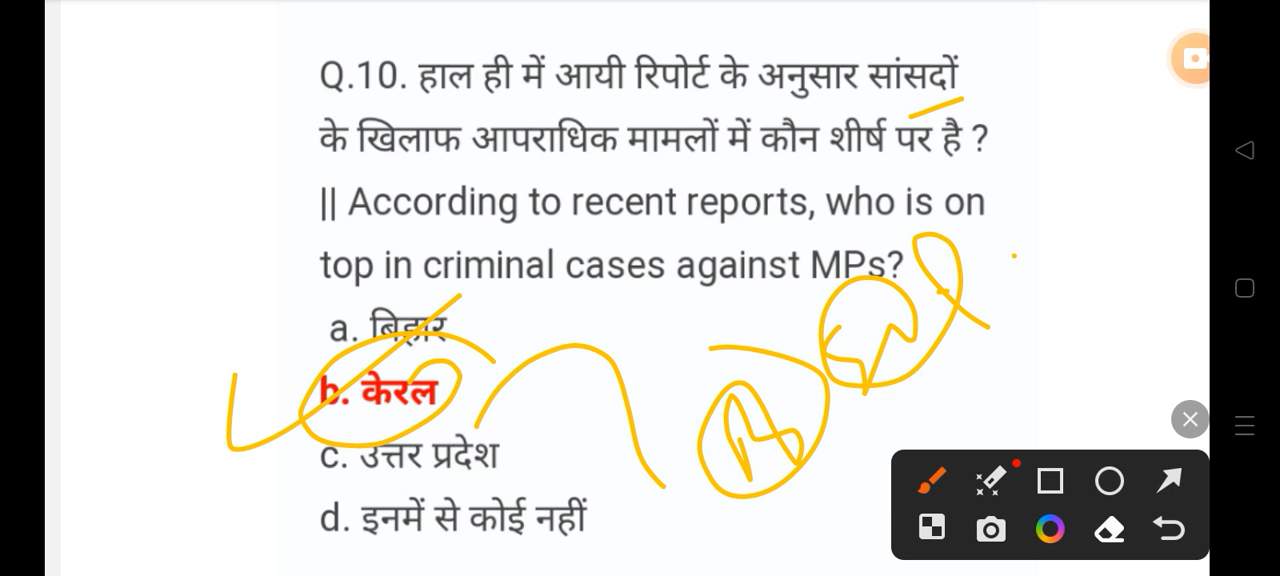 Q.10. हाल ही में आयी रिपोर्ट के अनुसार सांसदों
के खिलाफ आपराधिक मामलों में कौन शीर्ष पर है ?
|| According to recent reports, who is on
top in criminal cases against MPs?
a. बिहार
b. केरल
c. उत्तर प्रदेश
d. इनमें से कोई नहीं